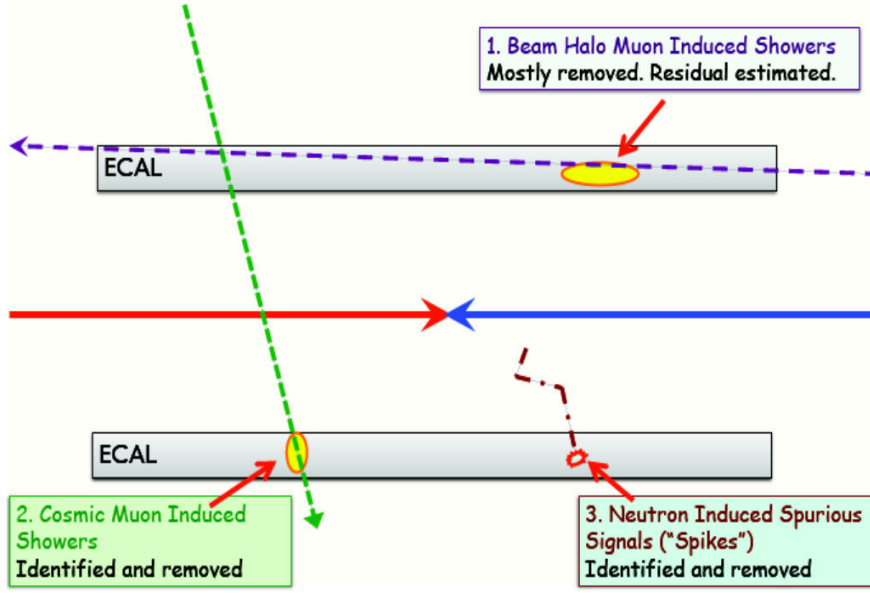 1. Beam Halo Muon Induced Showers
Mostly removed. Residual estimated.
ECAL
ECAL
2. Cosmic Muon Induced
Showers
Identified and removed
3. Neutron Induced Spurious
Signals (“Spikes”)
Identified and removed